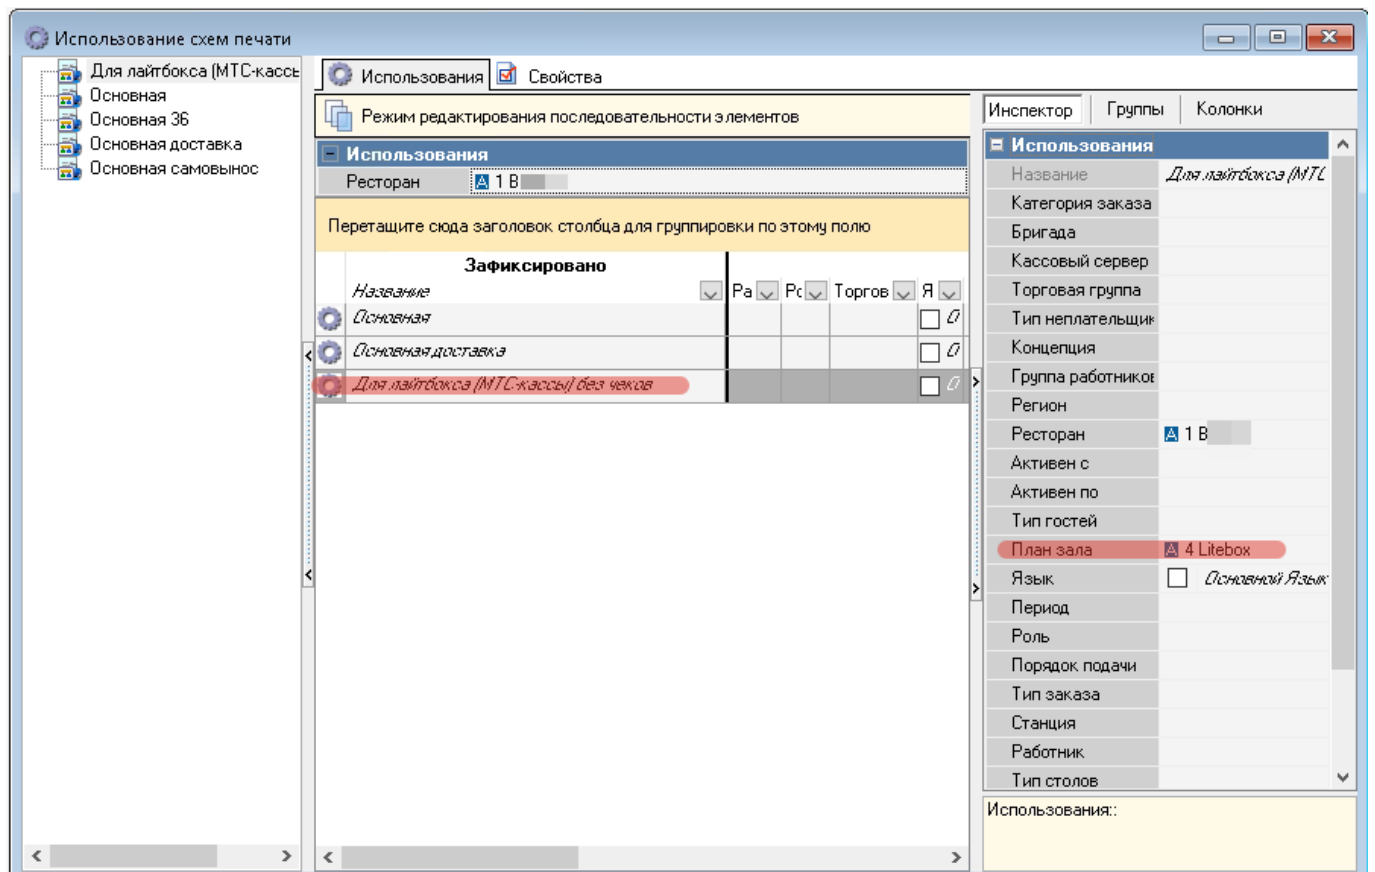 Использование схем печати
Для лайтбокса (МТС-кассь
Основная
Основная 36
Основная доставка
Основная самовынос
Использования
Свойства
Режим редактирования последовательности элементов
Использования
Ресторан 1 В
Перетащите сюда заголовок столбца для группировки по этому полю
Зафиксировано
Название Ра Рс Торгов Я
Основная
Основная доставка
Для лайтбокса (МТС-кассы) без чеков
Инспектор Группы Колонки
Использования
Название Для лайтбокса (МТС
Категория заказа
Бригада
Кассовый сервер
Торговая группа
Тип неплательщик
Концепция
Группа работников
Регион
Ресторан 1 В
Активен с
Активен по
Тип гостей
План зала 4 Litebox
Язык Основной Язык
Период
Роль
Порядок подачи
Тип заказа
Станция
Работник
Тип столов
Использования::